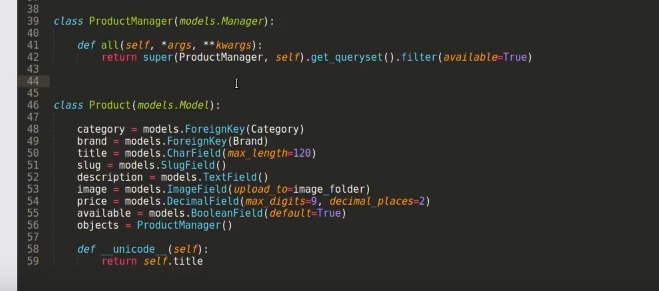 38
39 class ProductManager(models.Manager):
40
41 def all(self, *args, **kwargs):
42 return super(ProductManager, self).get_queryset().filter(available=True)
43
44
45
46 class Product(models.Model):
47
48 category = models.ForeignKey(Category)
49 brand = models.ForeignKey(Brand)
50 title = models.CharField(max_length=120)
51 slug = models.SlugField()
52 description = models.TextField()
53 image = models.ImageField(upload_to=image_folder)
54 price = models.DecimalField(max_digits=9, decimal_places=2)
55 available = models.BooleanField(default=True)
56 objects = ProductManager()
57
58 def __unicode__(self):
59 return self.title